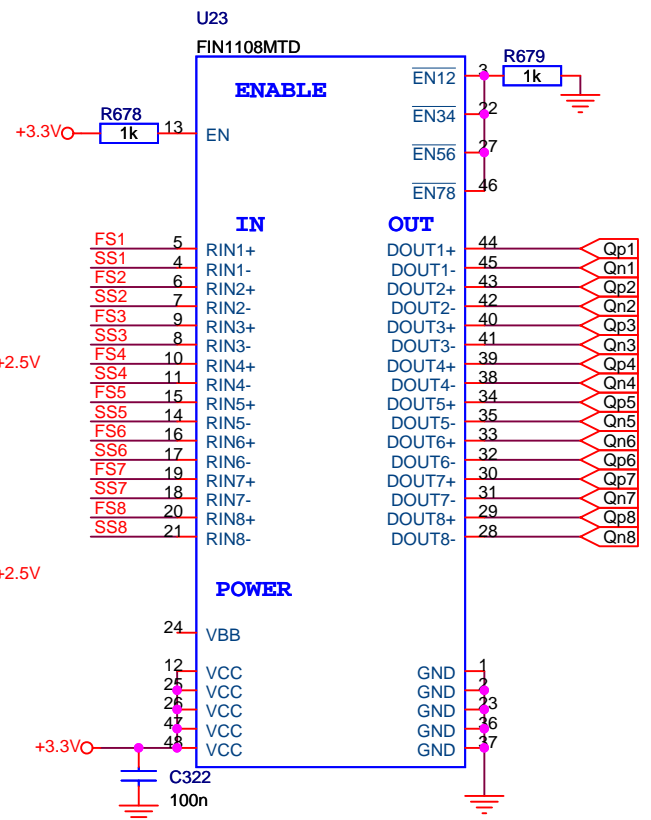 U23
FIN1108MTD
ENABLE
R679
1k
3 EN12
R678
1k
+3.3V
13 EN
22 EN34
27 EN56
46 EN78
IN OUT
FS1 5 RIN1+ DOUT1+ 44 Qp1
SS1 4 RIN1- DOUT1- 45 Qn1
FS2 6 RIN2+ DOUT2+ 43 Qp2
SS2 7 RIN2- DOUT2- 42 Qn2
FS3 9 RIN3+ DOUT3+ 40 Qp3
SS3 8 RIN3- DOUT3- 41 Qn3
+2.5V
FS4 10 RIN4+ DOUT4+ 39 Qp4
SS4 11 RIN4- DOUT4- 38 Qn4
FS5 15 RIN5+ DOUT5+ 34 Qp5
SS5 14 RIN5- DOUT5- 35 Qn5
FS6 16 RIN6+ DOUT6+ 33 Qn6
SS6 17 RIN6- DOUT6- 32 Qp6
FS7 19 RIN7+ DOUT7+ 30 Qp7
SS7 18 RIN7- DOUT7- 31 Qn7
FS8 20 RIN8+ DOUT8+ 29 Qp8
SS8 21 RIN8- DOUT8- 28 Qn8
+2.5V
POWER
24 VBB
12 VCC GND 1
25 VCC GND 2
26 VCC GND 23
47 VCC GND 36
+3.3V 48 VCC GND 37
C322
100n